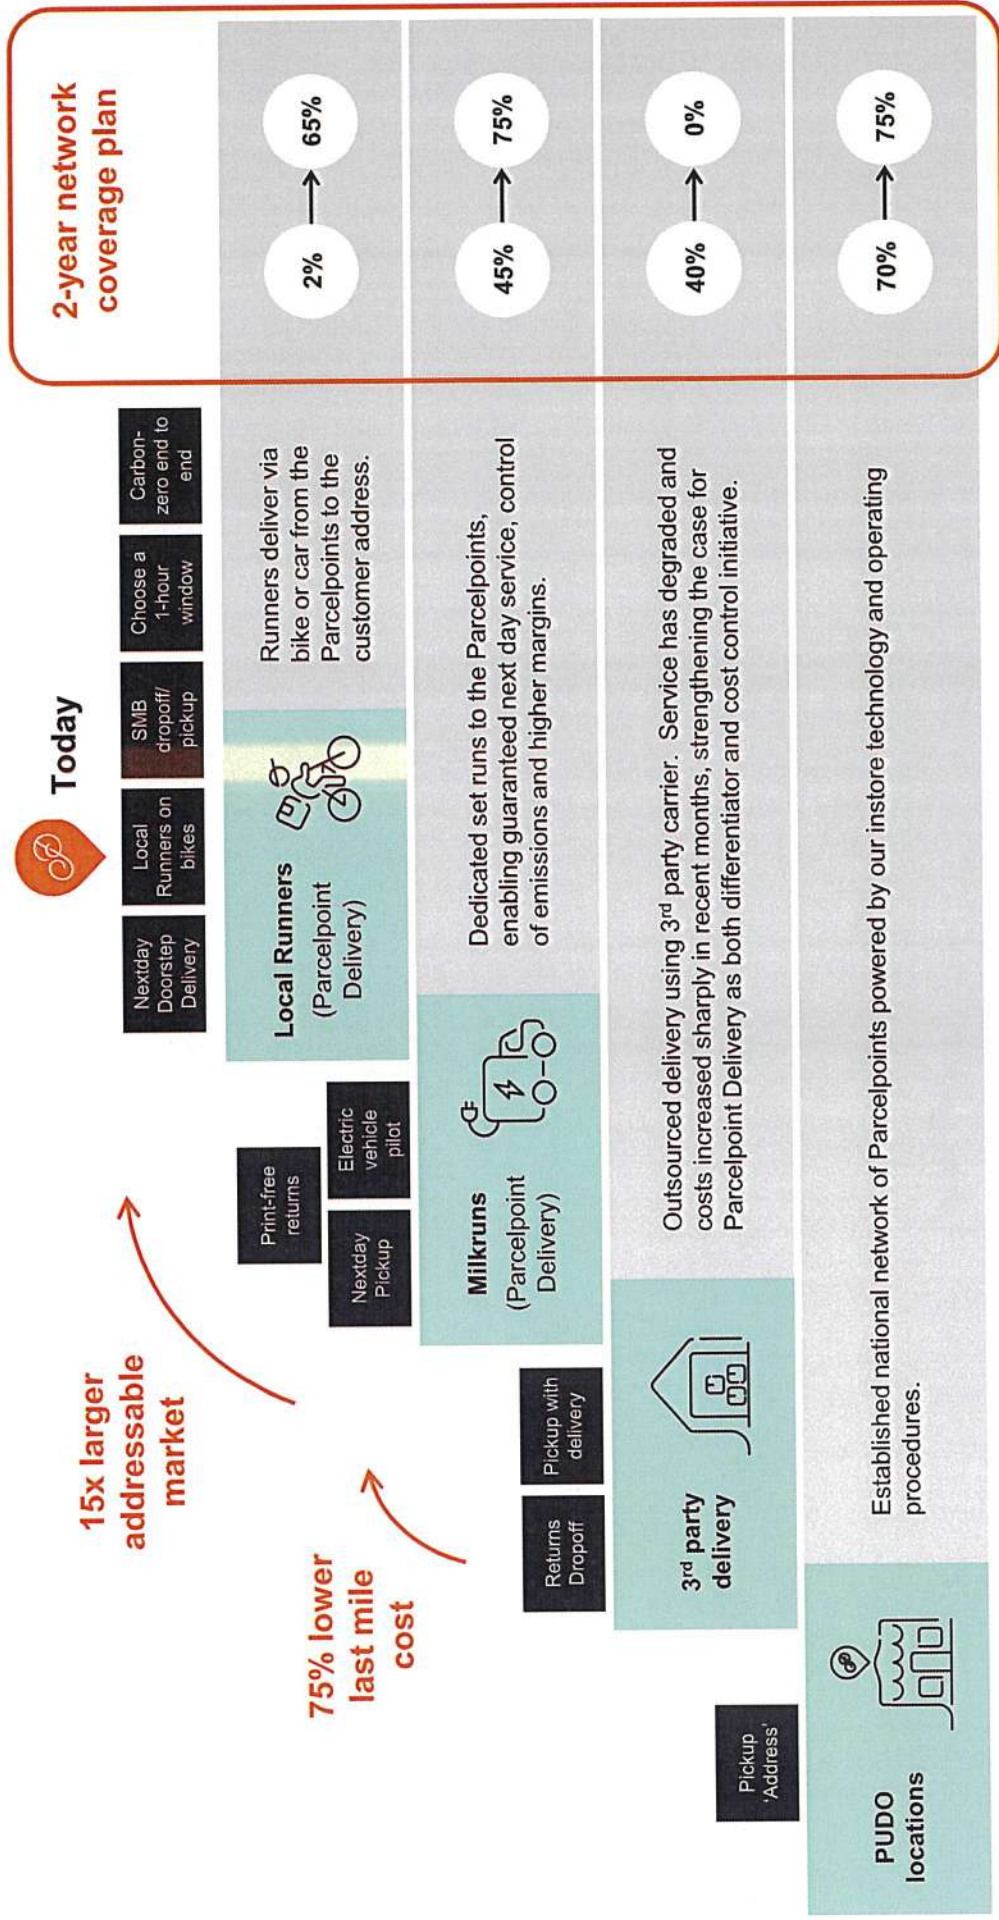 Today
2-year network
coverage plan
15x larger
addressable
market
75% lower
last mile
cost
Nextday
Doorstep
Delivery
Local
Runners on
bikes
SMB
dropoff/
pickup
Choose a
1-hour
window
Carbon-
zero end to
end
Local Runners
(Parcelpoint
Delivery)
Runners deliver via
bike or car from the
Parcelpoints to the
customer address.
2%
65%
Print-free
returns
Nextday
Pickup
Electric
vehicle
pilot
Milkruns
(Parcelpoint
Delivery)
Dedicated set runs to the Parcelpoints,
enabling guaranteed next day service, control
of emissions and higher margins.
45%
75%
Returns
Dropoff
Pickup with
delivery
3rd party
delivery
Outsourced delivery using 3rd party carrier.  Service has degraded and
costs increased sharply in recent months, strengthening the case for
Parcelpoint Delivery as both differentiator and cost control initiative.
40%
0%
Pickup
'Address'
PUDO
locations
Established national network of Parcelpoints powered by our instore technology and operating
procedures.
70%
75%